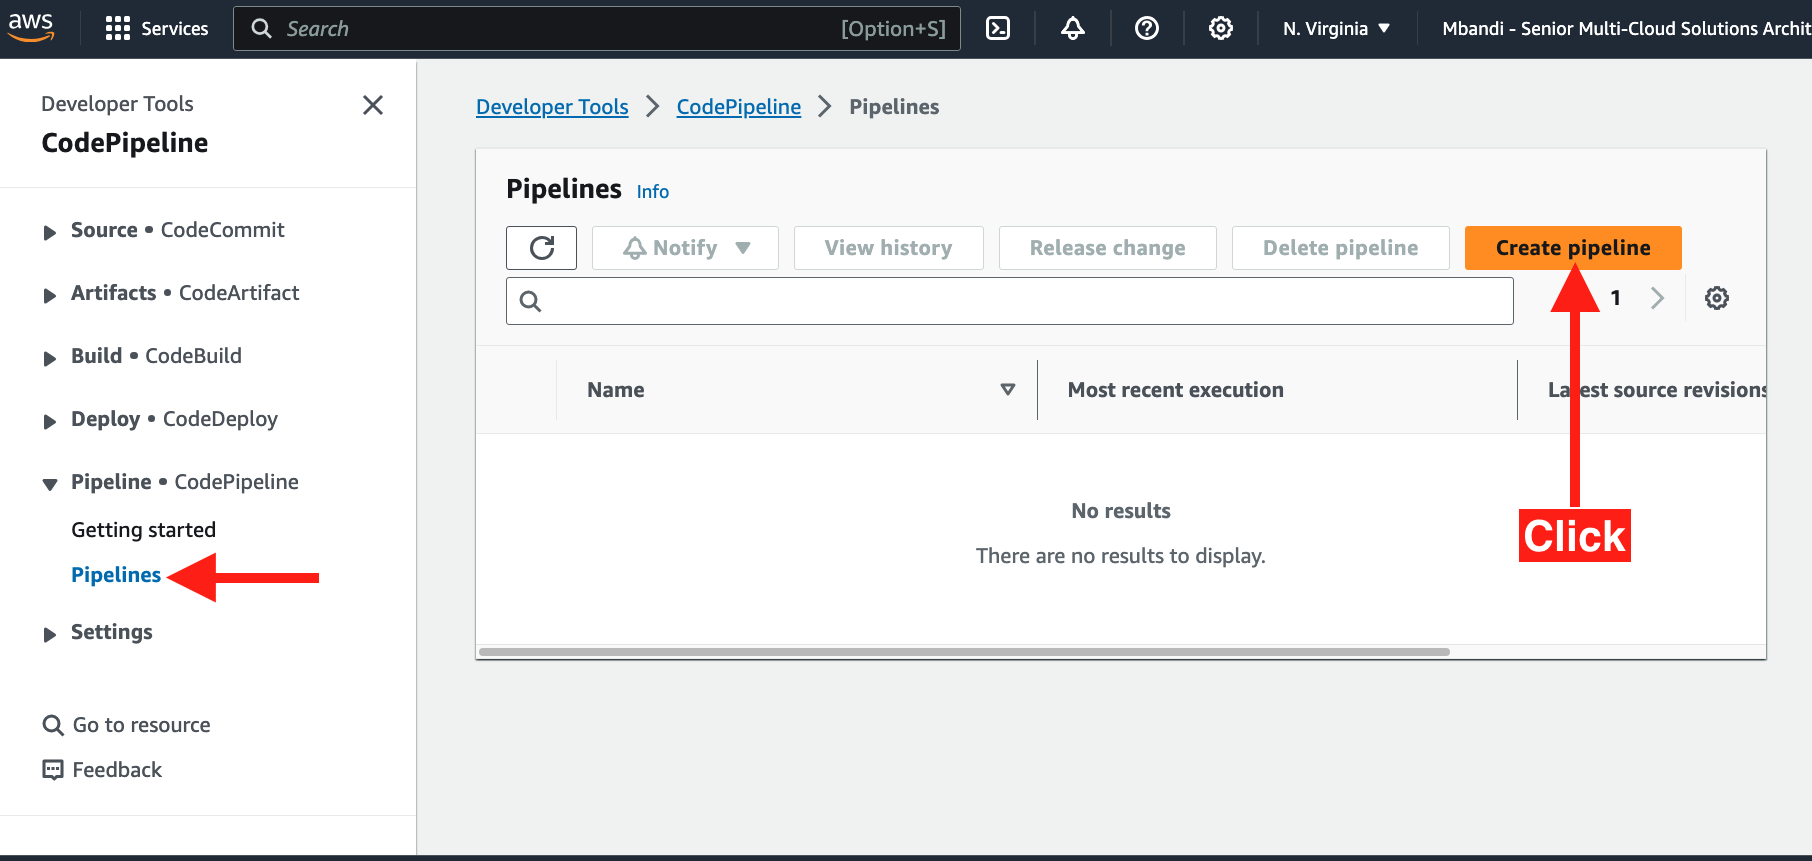 aws
Services
Search [Option+S]
N. Virginia
Mbandi - Senior Multi-Cloud Solutions Archit
Developer Tools
CodePipeline
Source • CodeCommit
Artifacts • CodeArtifact
Build • CodeBuild
Deploy • CodeDeploy
Pipeline • CodePipeline
Getting started
Pipelines
Settings
Go to resource
Feedback
Developer Tools > CodePipeline > Pipelines
Pipelines Info
Notify View history Release change Delete pipeline Create pipeline
1
Name Most recent execution Latest source revisions
No results
There are no results to display.
Click